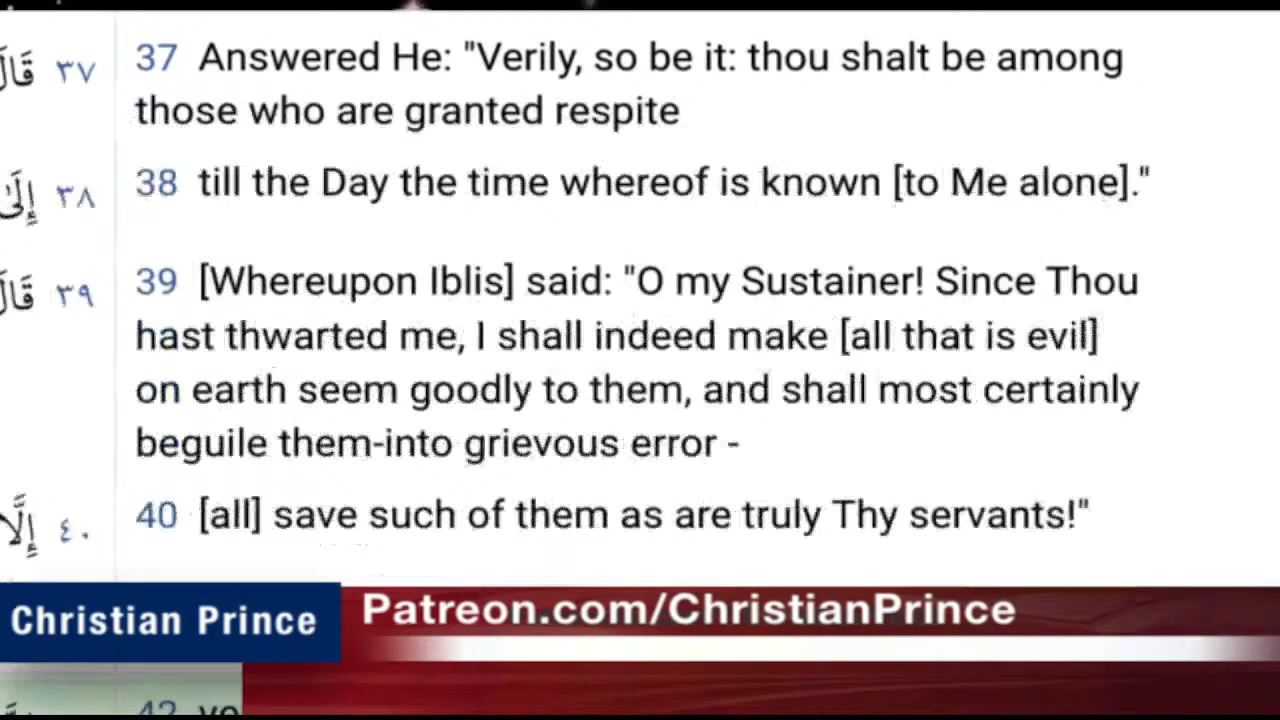 قَالَ ٣٧ 37 Answered He: "Verily, so be it: thou shalt be among
those who are granted respite
إِلَىٰ ٣٨ 38 till the Day the time whereof is known [to Me alone]."
قَالَ ٣٩ 39 [Whereupon Iblis] said: "O my Sustainer! Since Thou
hast thwarted me, I shall indeed make [all that is evil]
on earth seem goodly to them, and shall most certainly
beguile them-into grievous error -
إِلَّا ٤٠ 40 [all] save such of them as are truly Thy servants!"
Christian Prince
Patreon.com/ChristianPrince